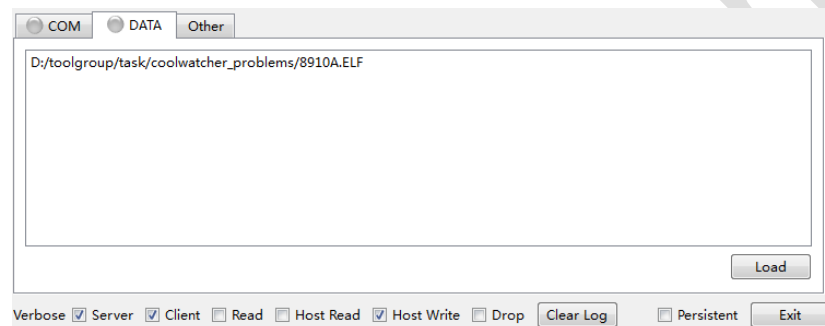 COM DATA Other
D:/toolgroup/task/coolwatcher_problems/8910A.ELF
Load
Verbose Server Client Read Host Read Host Write Drop Clear Log Persistent Exit